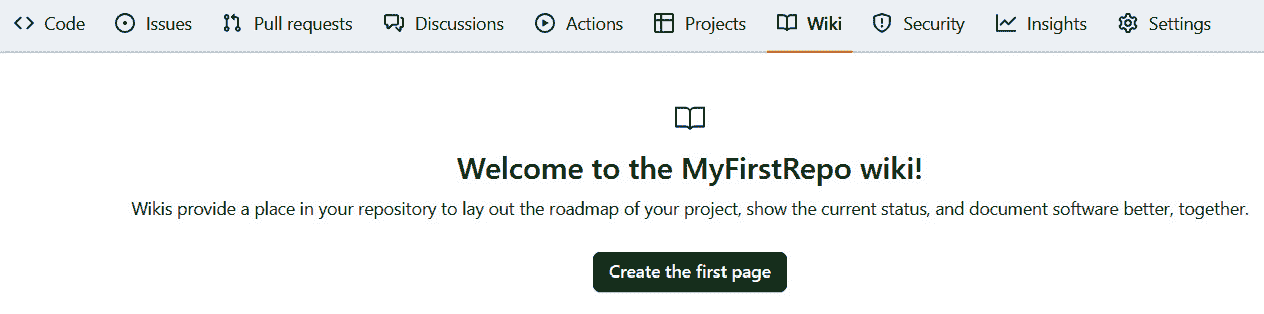 Code Issues Pull requests Discussions Actions Projects Wiki Security Insights Settings
Welcome to the MyFirstRepo wiki!
Wikis provide a place in your repository to lay out the roadmap of your project, show the current status, and document software better, together.
Create the first page